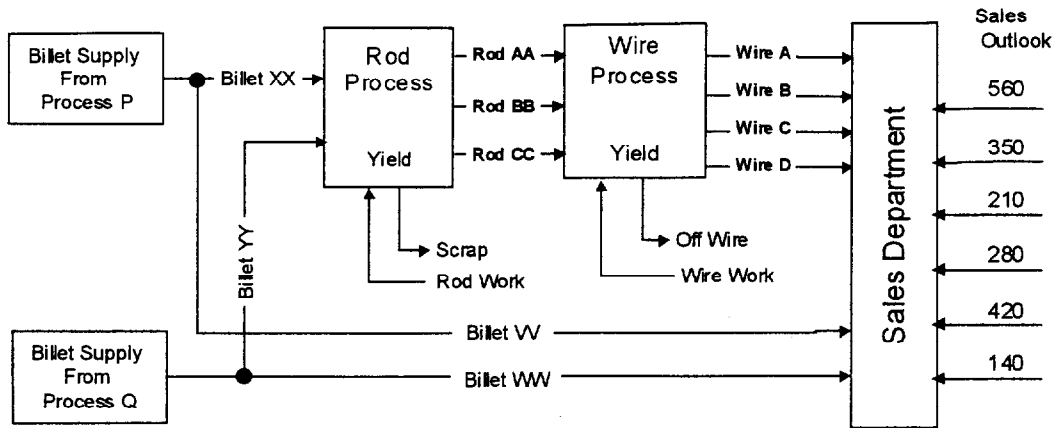 Sales
Outlook
Billet Supply
From
Process P
Billet XX
Rod
Process
Yield
Rod AA
Rod BB
Rod CC
Wire
Process
Yield
Wire A
Wire B
Wire C
Wire D
Sales Department
560
350
210
280
420
140
Billet YY
Scrap
Rod Work
Off Wire
Wire Work
Billet VV
Billet WW
Billet Supply
From
Process Q